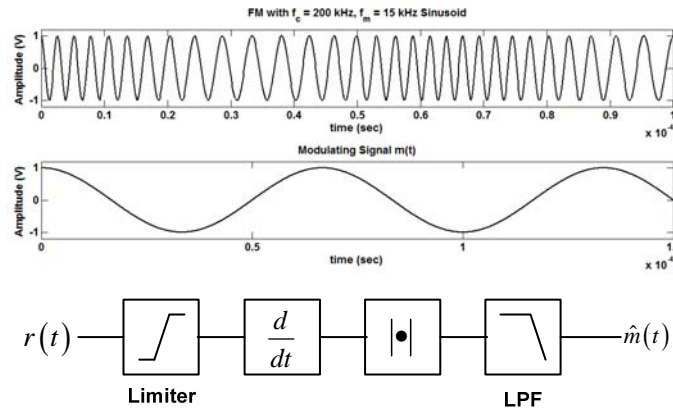 FM with f_c = 200 kHz, f_m = 15 kHz Sinusoid
Amplitude (V)
1
0
-1
0 0.1 0.2 0.3 0.4 0.5 0.6 0.7 0.8 0.9 1
time (sec)
x 10^-4
Modulating Signal m(t)
Amplitude (V)
1
0
-1
0 0.5 1
time (sec)
x 10^-4
r(t)
d
dt
|•|
m̂(t)
Limiter
LPF